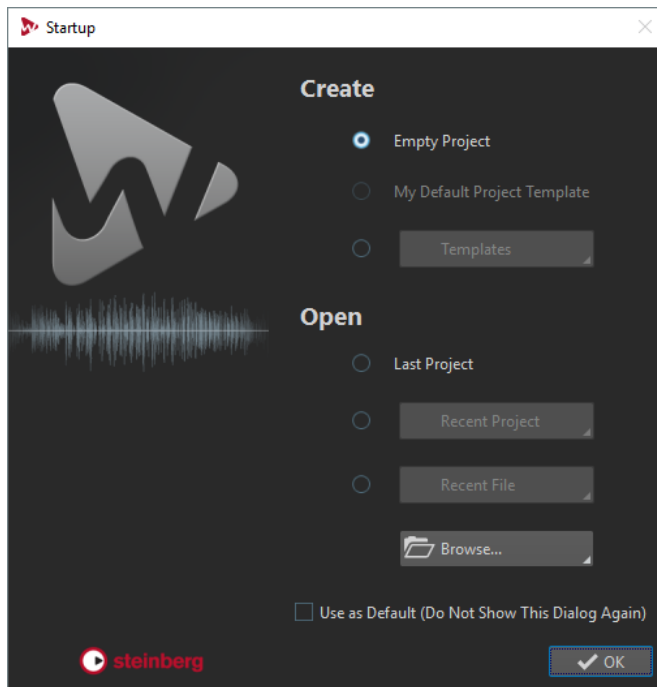 Startup
Create
Empty Project
My Default Project Template
Templates
Open
Last Project
Recent Project
Recent File
Browse...
Use as Default (Do Not Show This Dialog Again)
steinberg
OK